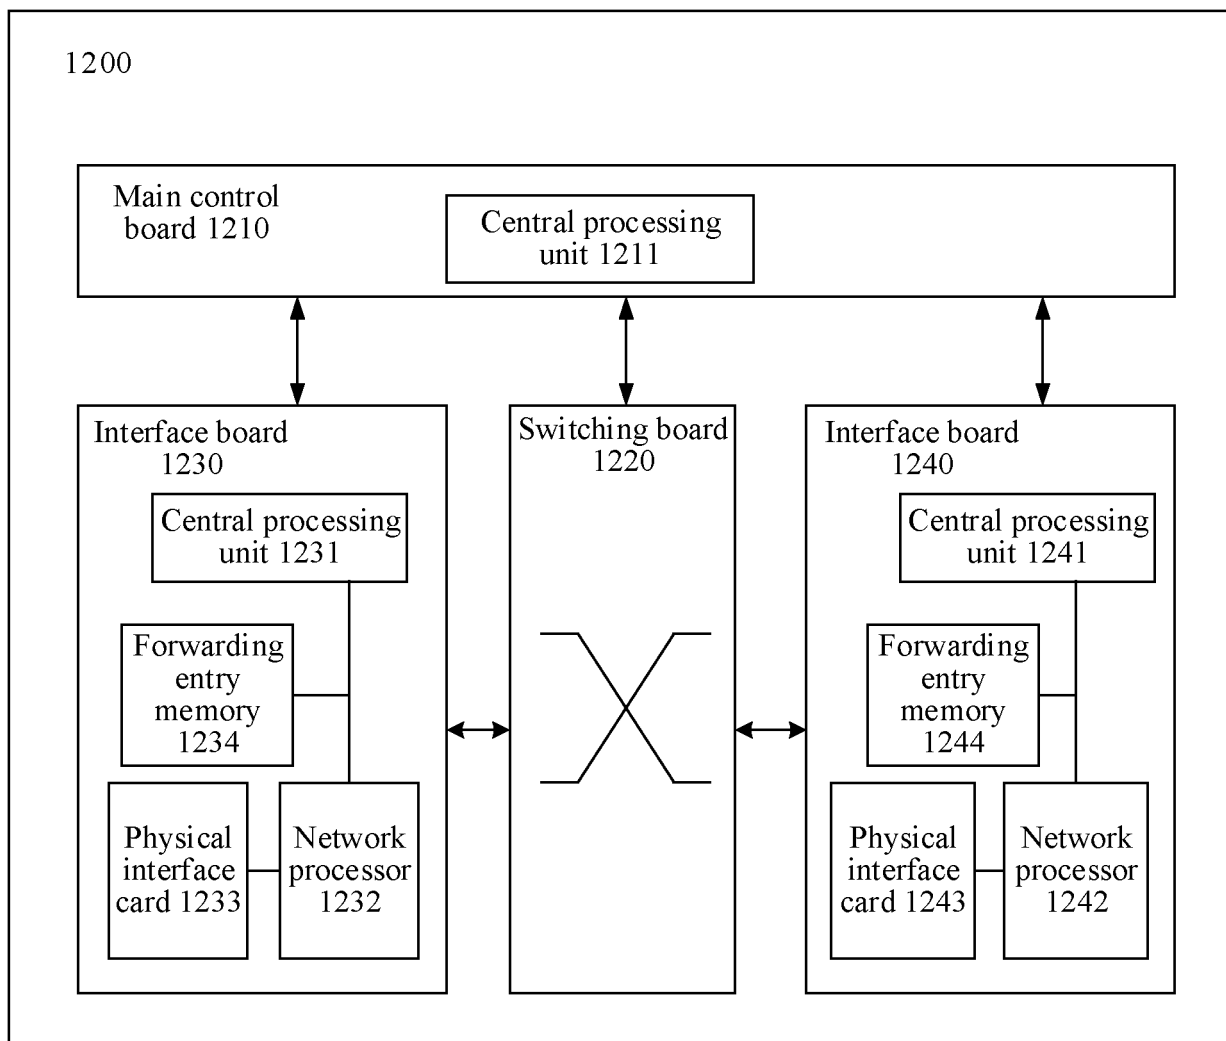 1200
Main control
board 1210
Central processing
unit 1211
Interface board
1230
Central processing
unit 1231
Forwarding
entry
memory
1234
Physical
interface
card 1233
Network
processor
1232
Switching board
1220
Interface board
1240
Central processing
unit 1241
Forwarding
entry
memory
1244
Physical
interface
card 1243
Network
processor
1242